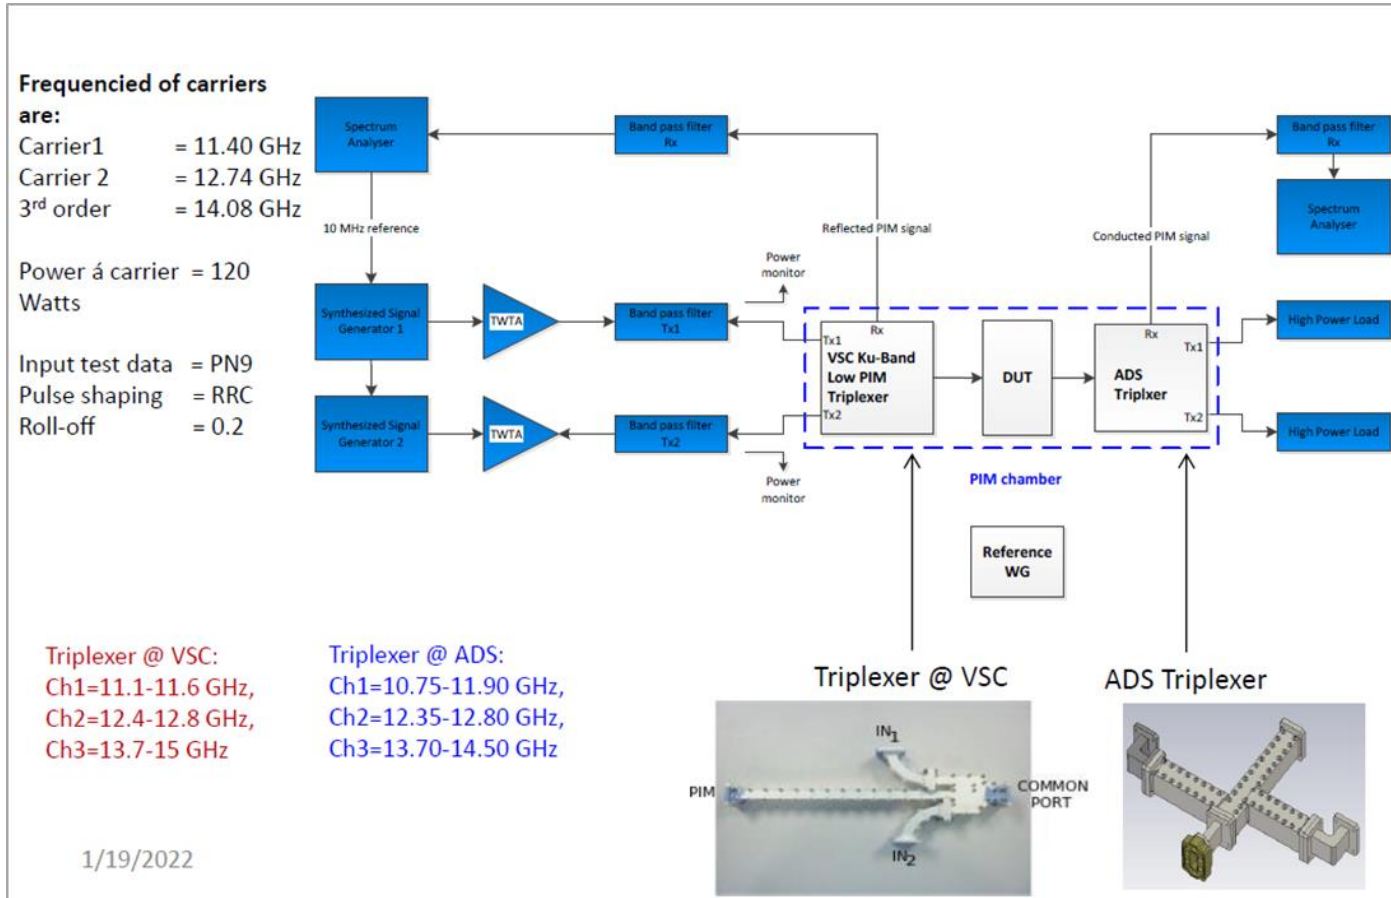 Frequencied of carriers
are:
Carrier1 = 11.40 GHz
Carrier 2 = 12.74 GHz
3rd order = 14.08 GHz
Power á carrier = 120
Watts
Input test data = PN9
Pulse shaping = RRC
Roll-off = 0.2
Spectrum
Analyser
10 MHz reference
Synthesized Signal
Generator 1
Synthesized Signal
Generator 2
TWTA
TWTA
Band pass filter
Rx
Band pass filter
Tx1
Band pass filter
Tx2
Power
monitor
Power
monitor
Reflected PIM signal
Rx
Tx1
VSC Ku-Band
Low PIM
Triplexer
Tx2
DUT
Conducted PIM signal
Rx
Tx1
ADS
Triplxer
Tx2
Band pass filter
Rx
Spectrum
Analyser
High Power Load
High Power Load
PIM chamber
Reference
WG
Triplexer @ VSC:
Ch1=11.1-11.6 GHz,
Ch2=12.4-12.8 GHz,
Ch3=13.7-15 GHz
Triplexer @ ADS:
Ch1=10.75-11.90 GHz,
Ch2=12.35-12.80 GHz,
Ch3=13.70-14.50 GHz
Triplexer @ VSC
IN1
PIM
COMMON
PORT
IN2
ADS Triplexer
1/19/2022